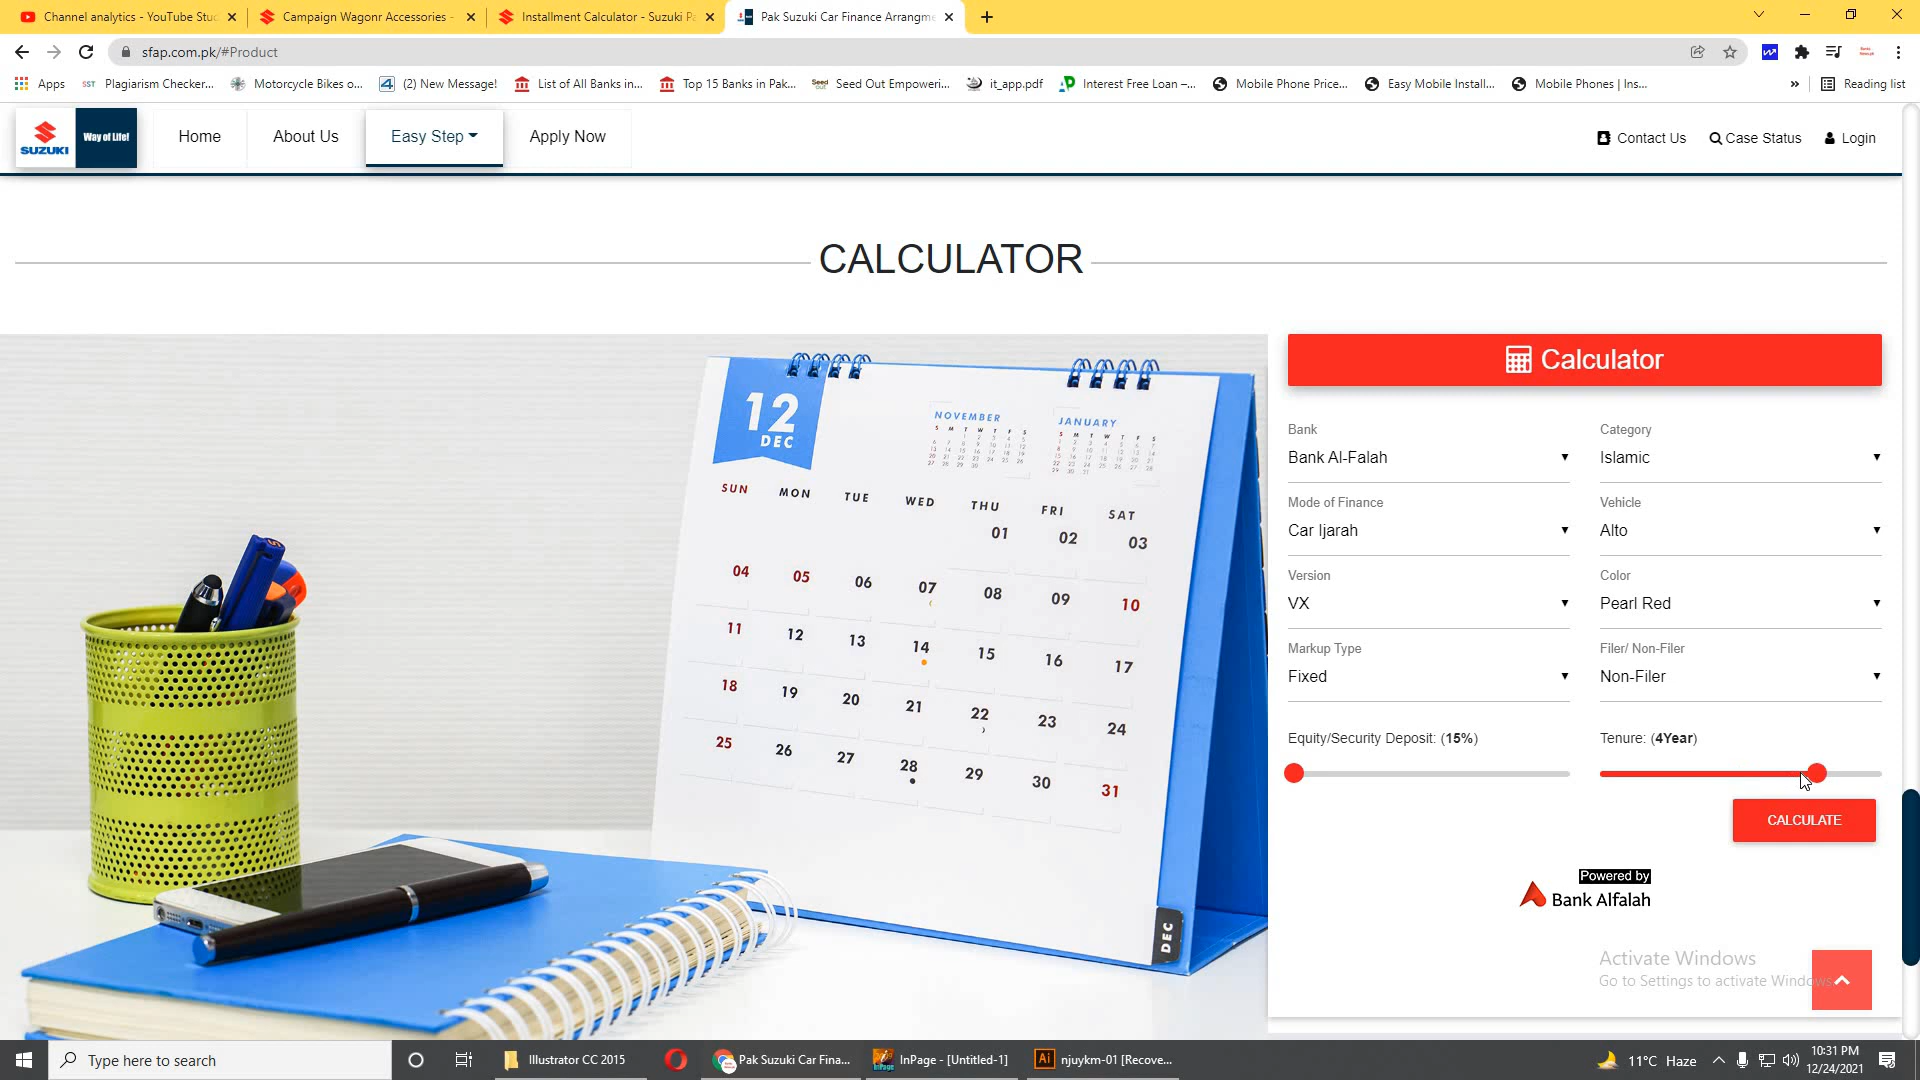 Channel analytics - YouTube Stu
Campaign Wagonr Accessories -
Installment Calculator - Suzuki Pa
Pak Suzuki Car Finance Arrangme
sfap.com.pk/#Product
Apps
SST Plagiarism Checker...
Motorcycle Bikes o...
(2) New Message!
List of All Banks in...
Top 15 Banks in Pak...
Seed Out Empoweri...
it_app.pdf
Interest Free Loan –...
Mobile Phone Price...
Easy Mobile Install...
Mobile Phones | Ins...
»
Reading list
SUZUKI
Way of Life!
Home
About Us
Easy Step
Apply Now
Contact Us
Case Status
Login
CALCULATOR
12
DEC
NOVEMBER
JANUARY
SUN MON TUE WED THU FRI SAT
01 02 03
04 05 06 07 08 09 10
11 12 13 14 15 16 17
18 19 20 21 22 23 24
25 26 27 28 29 30 31
DEC
Calculator
Bank
Bank Al-Falah
Category
Islamic
Mode of Finance
Car Ijarah
Vehicle
Alto
Version
VX
Color
Pearl Red
Markup Type
Fixed
Filer/ Non-Filer
Non-Filer
Equity/Security Deposit: (15%)
Tenure: (4Year)
CALCULATE
Powered by
Bank Alfalah
Activate Windows
Go to Settings to activate Windows.
Type here to search
Illustrator CC 2015
Pak Suzuki Car Fina...
InPage - [Untitled-1]
njuykm-01 [Recove...
11°C Haze
10:31 PM
12/24/2021